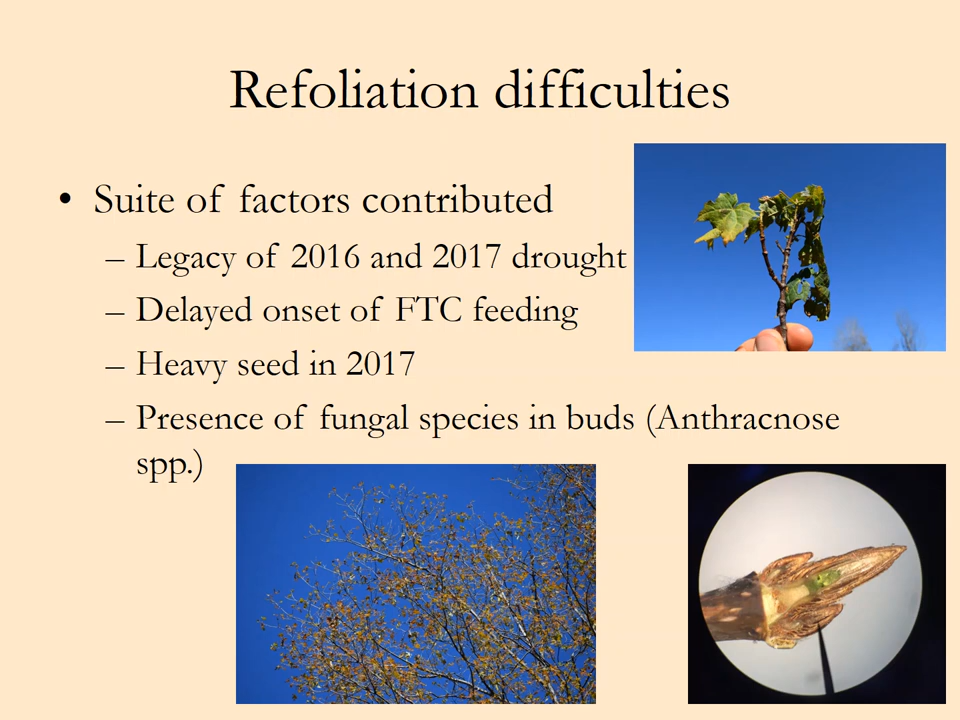 Refoliation difficulties
• Suite of factors contributed
– Legacy of 2016 and 2017 drought
– Delayed onset of FTC feeding
– Heavy seed in 2017
– Presence of fungal species in buds (Anthracnose
spp.)